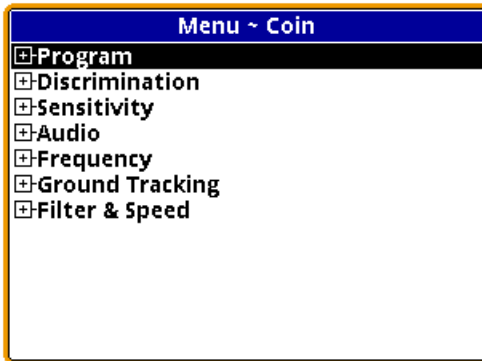 Menu ~ Coin
Program
Discrimination
Sensitivity
Audio
Frequency
Ground Tracking
Filter & Speed